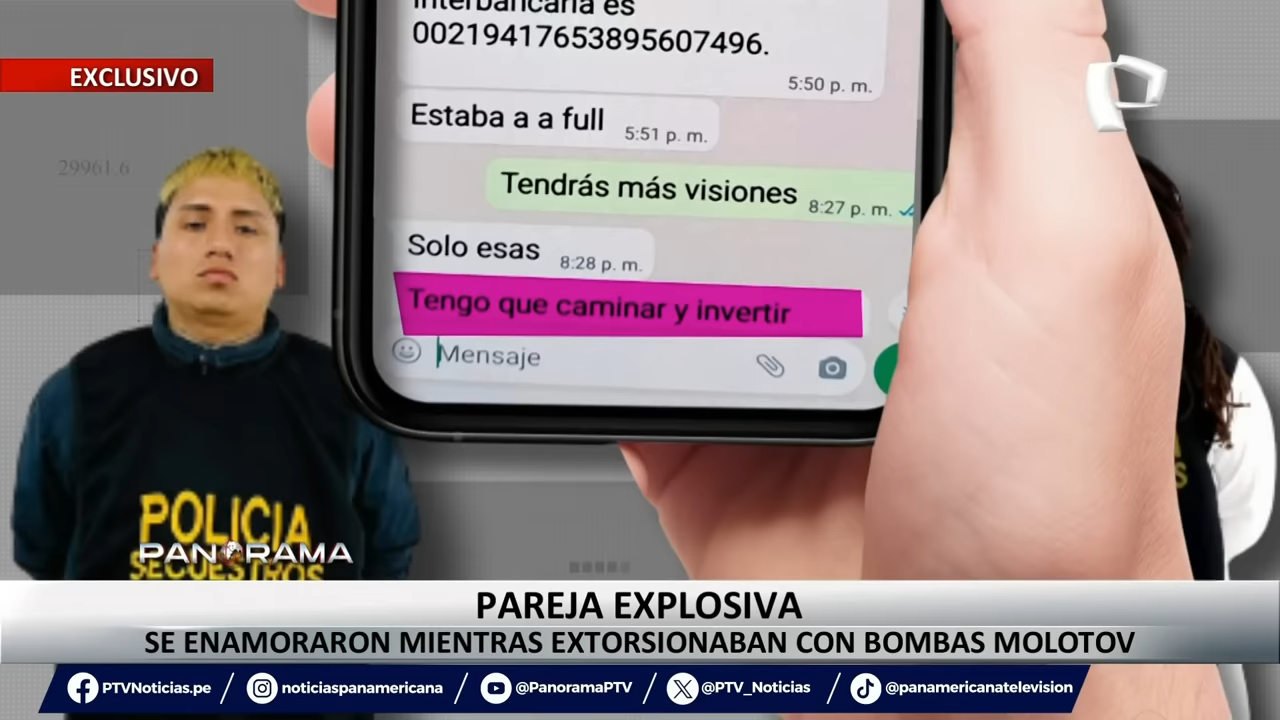 interbancaria es
00219417653895607496.
5:50 p. m.
EXCLUSIVO
Estaba a a full
5:51 p. m.
29961.6
Tendrás más visiones
8:27 p. m.
Solo esas
8:28 p. m.
Tengo que caminar y invertir
Mensaje
POLICIA
PANORAMA
SECUESTROS
PAREJA EXPLOSIVA
SE ENAMORARON MIENTRAS EXTORSIONABAN CON BOMBAS MOLOTOV
PTVNoticias.pe
noticiaspanamericana
@PanoramaPTV
@PTV_Noticias
@panamericanatelevision